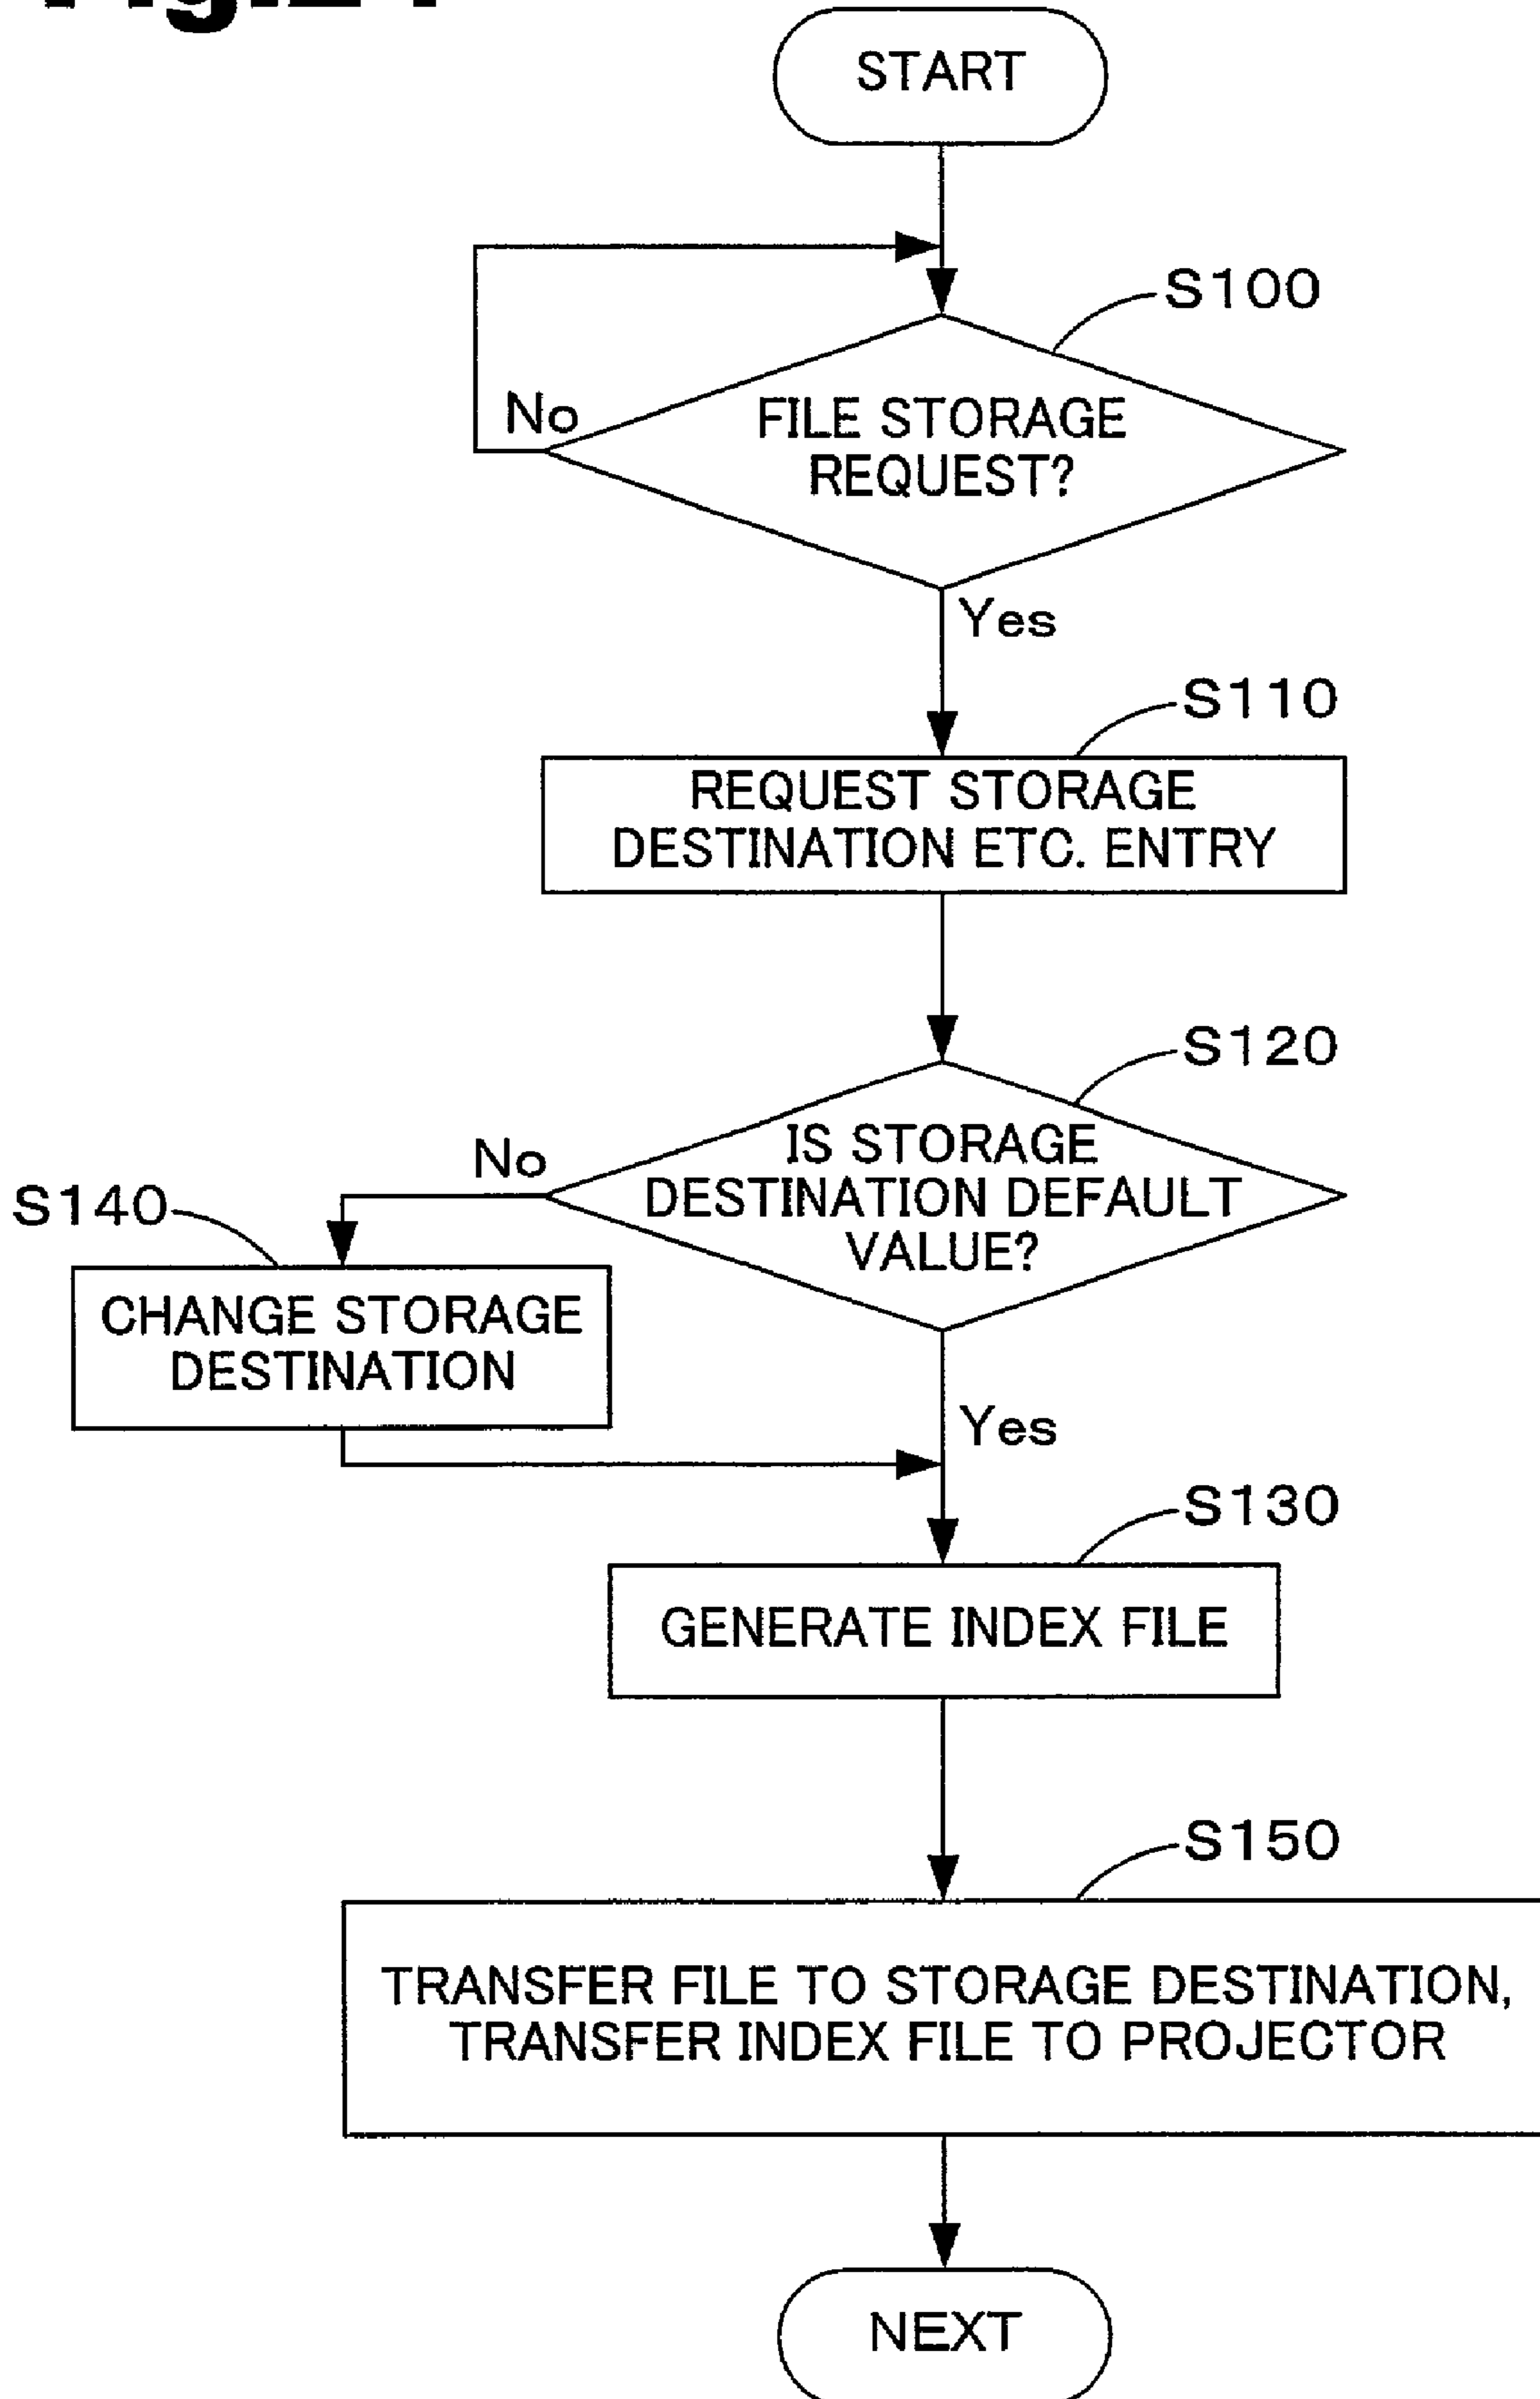 START
S100
No
FILE STORAGE
REQUEST?
Yes
S110
REQUEST STORAGE
DESTINATION ETC. ENTRY
S120
No
IS STORAGE
DESTINATION DEFAULT
VALUE?
S140
CHANGE STORAGE
DESTINATION
Yes
S130
GENERATE INDEX FILE
S150
TRANSFER FILE TO STORAGE DESTINATION,
TRANSFER INDEX FILE TO PROJECTOR
NEXT